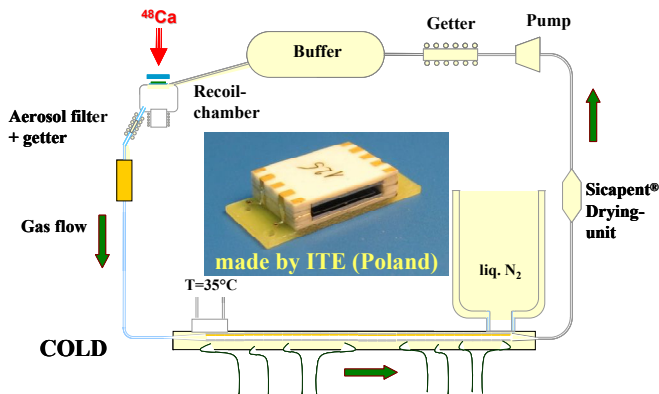 48Ca
Buffer
Getter
Pump
Recoil-
chamber
Aerosol filter
+ getter
Sicapent®
Drying-
unit
Gas flow
made by ITE (Poland)
liq. N2
T=35°C
COLD